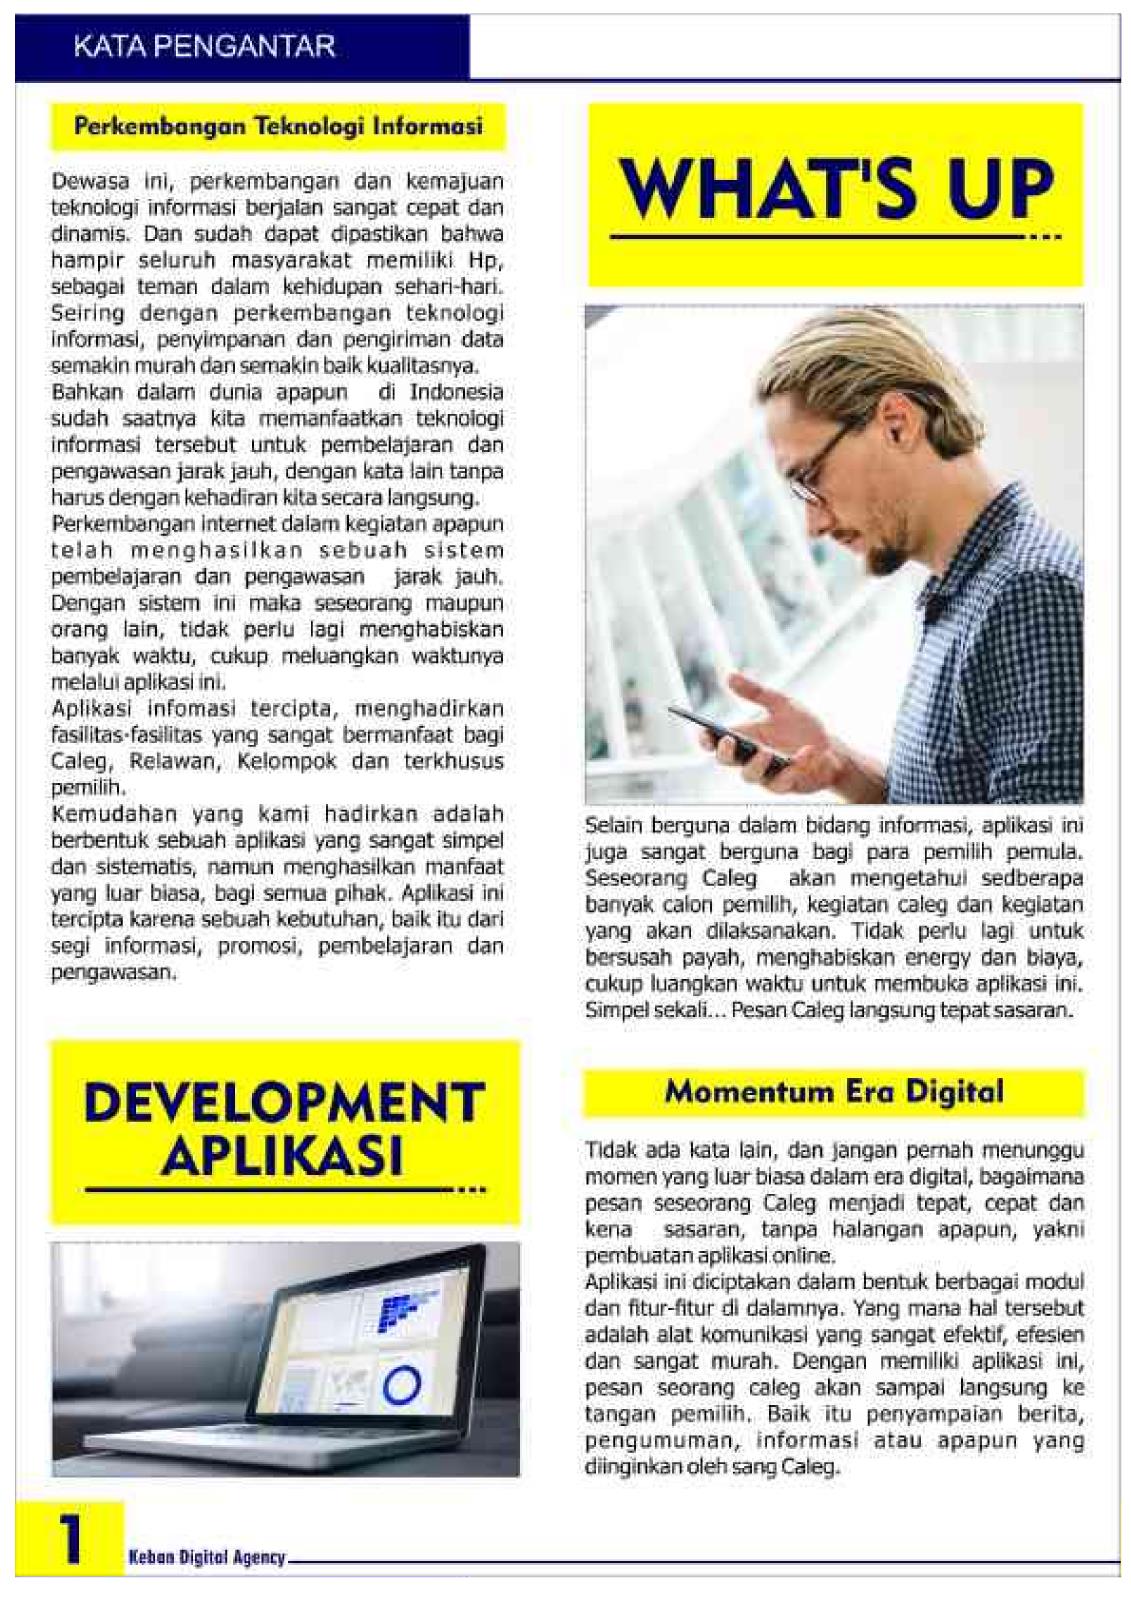 KATA PENGANTAR
Perkembangan Teknologi Informasi
Dewasa ini, perkembangan dan kemajuan
teknologi informasi berjalan sangat cepat dan
dinamis. Dan sudah dapat dipastikan bahwa
hampir seluruh masyarakat memiliki Hp,
sebagai teman dalam kehidupan sehari-hari.
Seiring dengan perkembangan teknologi
informasi, penyimpanan dan pengiriman data
semakin murah dan semakin baik kualitasnya.
Bahkan dalam dunia apapun di Indonesia
sudah saatnya kita memanfaatkan teknologi
informasi tersebut untuk pembelajaran dan
pengawasan jarak jauh, dengan kata lain tanpa
harus dengan kehadiran kita secara langsung.
Perkembangan internet dalam kegiatan apapun
telah menghasilkan sebuah sistem
pembelajaran dan pengawasan jarak jauh.
Dengan sistem ini maka seseorang maupun
orang lain, tidak perlu lagi menghabiskan
banyak waktu, cukup meluangkan waktunya
melalui aplikasi ini.
Aplikasi infomasi tercipta, menghadirkan
fasilitas-fasilitas yang sangat bermanfaat bagi
Caleg, Relawan, Kelompok dan terkhusus
pemilih.
Kemudahan yang kami hadirkan adalah
berbentuk sebuah aplikasi yang sangat simpel
dan sistematis, namun menghasilkan manfaat
yang luar biasa, bagi semua pihak. Aplikasi ini
tercipta karena sebuah kebutuhan, baik itu dari
segi informasi, promosi, pembelajaran dan
pengawasan.
DEVELOPMENT
APLIKASI
WHAT'S UP
Selain berguna dalam bidang informasi, aplikasi ini
juga sangat berguna bagi para pemilih pemula.
Seseorang Caleg akan mengetahui sedberapa
banyak calon pemilih, kegiatan caleg dan kegiatan
yang akan dilaksanakan. Tidak perlu lagi untuk
bersusah payah, menghabiskan energy dan biaya,
cukup luangkan waktu untuk membuka aplikasi ini.
Simpel sekali... Pesan Caleg langsung tepat sasaran.
Momentum Era Digital
Tidak ada kata lain, dan jangan pernah menunggu
momen yang luar biasa dalam era digital, bagaimana
pesan seseorang Caleg menjadi tepat, cepat dan
kena sasaran, tanpa halangan apapun, yakni
pembuatan aplikasi online.
Aplikasi ini diciptakan dalam bentuk berbagai modul
dan fitur-fitur di dalamnya. Yang mana hal tersebut
adalah alat komunikasi yang sangat efektif, efesien
dan sangat murah. Dengan memiliki aplikasi ini,
pesan seorang caleg akan sampai langsung ke
tangan pemilih. Baik itu penyampaian berita,
pengumuman, informasi atau apapun yang
diinginkan oleh sang Caleg.
1
Keban Digital Agency